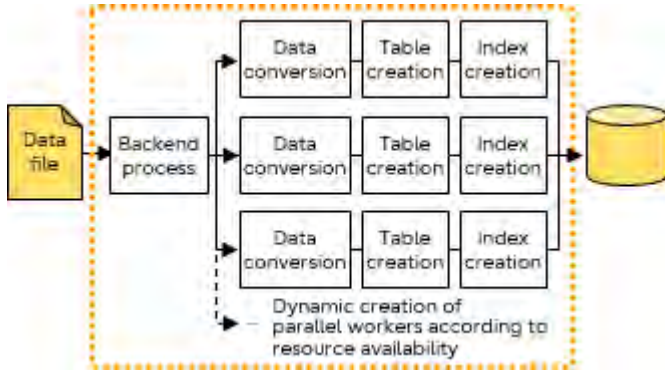 Data
conversion
Table
creation
Index
creation
Data
file
Backend
process
Data
conversion
Table
creation
Index
creation
Data
conversion
Table
creation
Index
creation
Dynamic creation of
parallel workers according to
resource availability